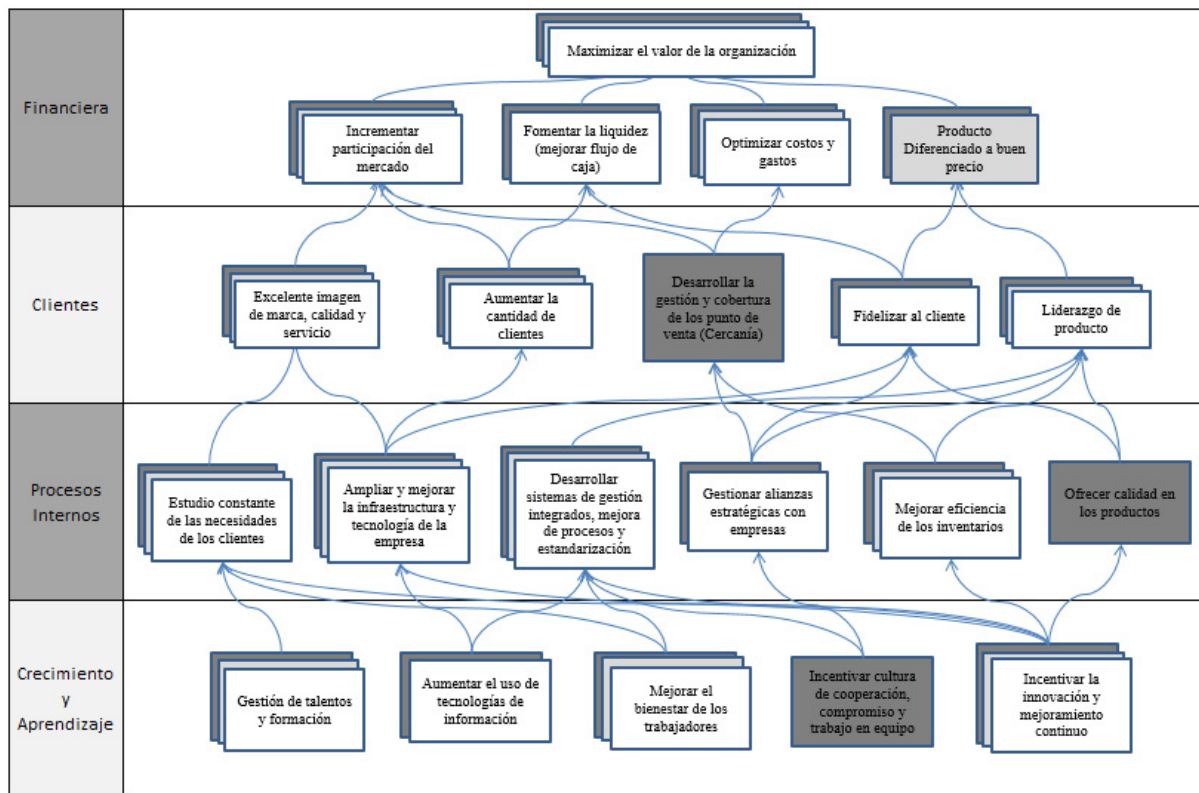 Financiera
Maximizar el valor de la organización
Incrementar
participación del
mercado
Fomentar la liquidez
(mejorar flujo de
caja)
Optimizar costos y
gastos
Producto
Diferenciado a buen
precio
Clientes
Excelente imagen
de marca, calidad y
servicio
Aumentar la
cantidad de
clientes
Desarrollar la
gestión y cobertura
de los punto de
venta (Cercanía)
Fidelizar al cliente
Liderazgo de
producto
Procesos
Internos
Estudio constante
de las necesidades
de los clientes
Ampliar y mejorar
la infraestructura y
tecnología de la
empresa
Desarrollar
sistemas de gestión
integrados, mejora
de procesos y
estandarización
Gestionar alianzas
estratégicas con
empresas
Mejorar eficiencia
de los inventarios
Ofrecer calidad en
los productos
Crecimiento
y
Aprendizaje
Gestión de talentos
y formación
Aumentar el uso de
tecnologías de
información
Mejorar el
bienestar de los
trabajadores
Incentivar cultura
de cooperación,
compromiso y
trabajo en equipo
Incentivar la
innovación y
mejoramiento
continuo